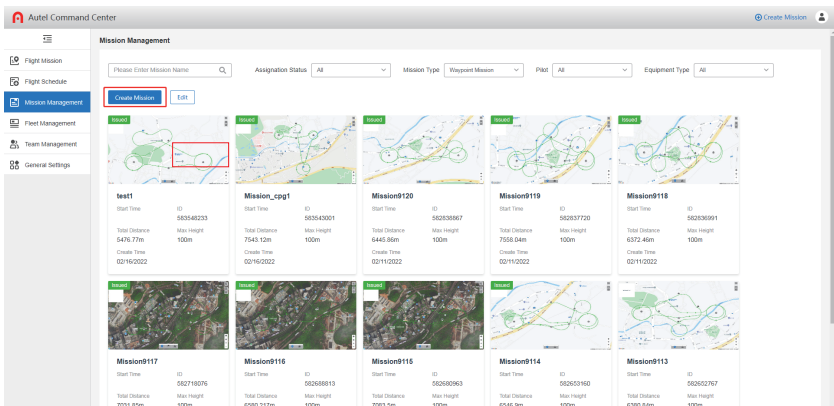 Autel Command Center
Create Mission
Mission Management
Flight Mission
Flight Schedule
Mission Management
Fleet Management
Team Management
General Settings
Please Enter Mission Name
Assignation Status All
Mission Type Waypoint Mission
Pilot All
Equipment Type All
Create Mission Edit
Issued Issued Issued Issued Issued
test1 Mission_cpg1 Mission9120 Mission9119 Mission9118
Start Time ID Start Time ID Start Time ID Start Time ID Start Time ID
583548233 583543001 582838867 582837720 582836991
Total Distance Max Height Total Distance Max Height Total Distance Max Height Total Distance Max Height Total Distance Max Height
5476.77m 100m 7543.12m 100m 6445.86m 100m 7558.04m 100m 6372.46m 100m
Create Time Create Time Create Time Create Time Create Time
02/16/2022 02/16/2022 02/11/2022 02/11/2022 02/11/2022
Issued Issued Issued
Mission9117 Mission9116 Mission9115 Mission9114 Mission9113
Start Time ID Start Time ID Start Time ID Start Time ID Start Time ID
582718076 582688813 582680963 582653160 582652767
Total Distance Max Height Total Distance Max Height Total Distance Max Height Total Distance Max Height Total Distance Max Height